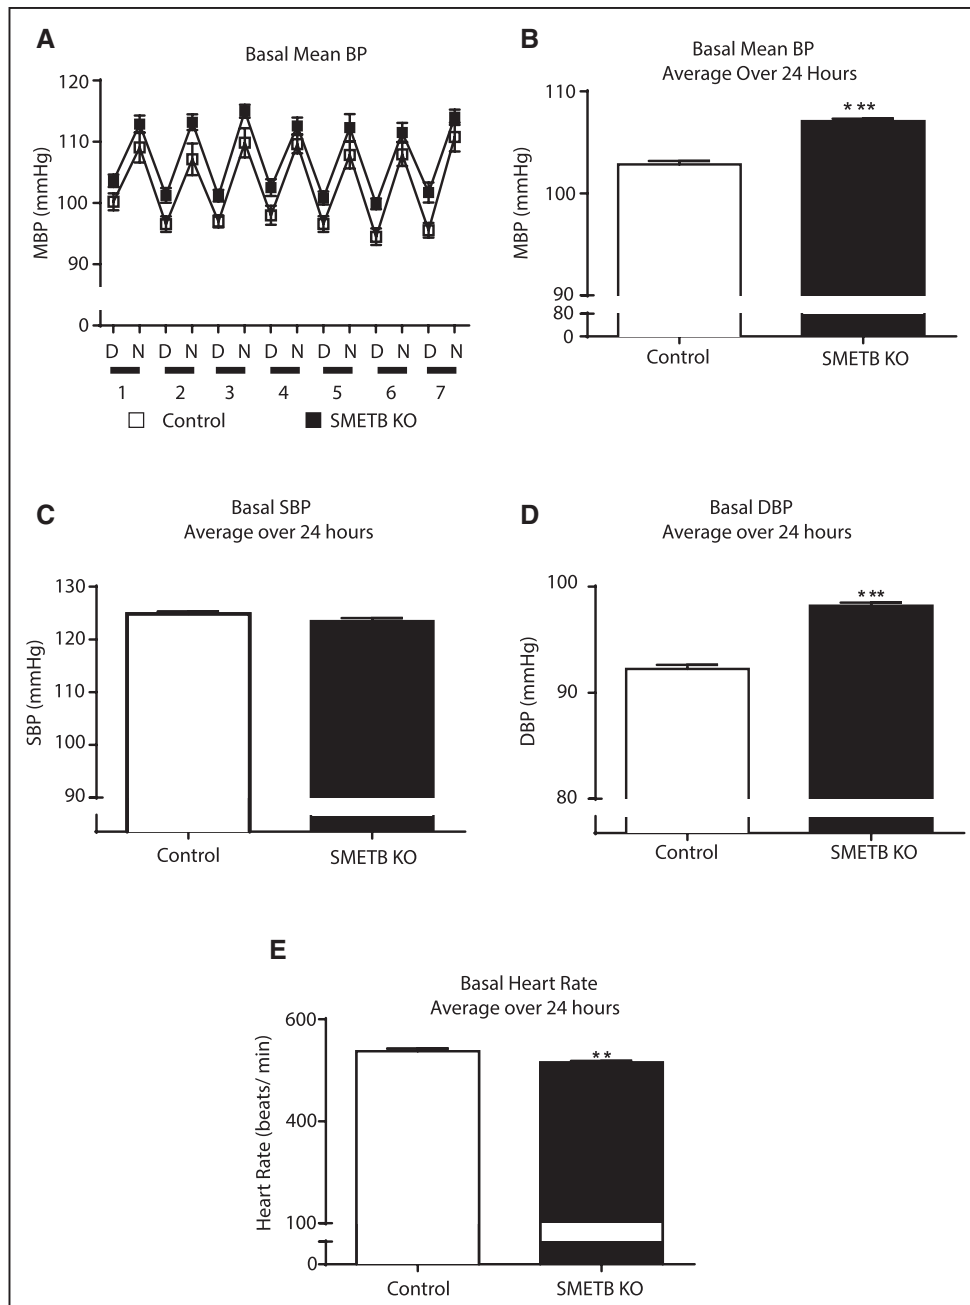 A
Basal Mean BP
120
110
100
90
0
MBP (mmHg)
D N D N D N D N D N D N D N
1 2 3 4 5 6 7
Control SMETB KO
B
Basal Mean BP
Average Over 24 Hours
110
100
90
80
0
MBP (mmHg)
* **
Control SMETB KO
C
Basal SBP
Average over 24 hours
130
120
110
100
90
SBP (mmHg)
Control SMETB KO
D
Basal DBP
Average over 24 hours
100
90
80
DBP (mmHg)
* **
Control SMETB KO
E
Basal Heart Rate
Average over 24 hours
600
400
100
0
Heart Rate (beats/ min)
**
Control SMETB KO